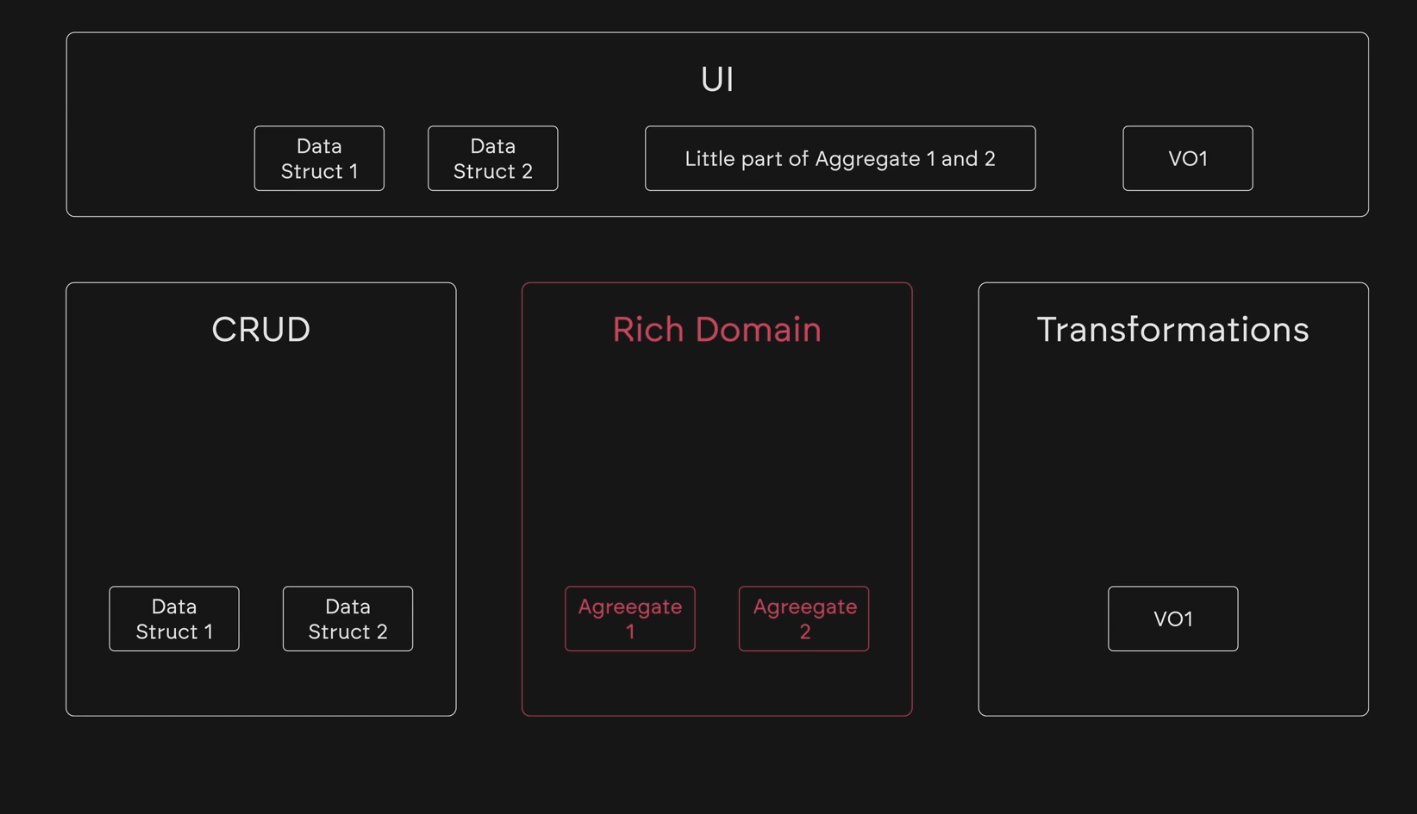 UI
Data
Struct 1
Data
Struct 2
Little part of Aggregate 1 and 2
VO1
CRUD
Data
Struct 1
Data
Struct 2
Rich Domain
Agreegate
1
Agreegate
2
Transformations
VO1